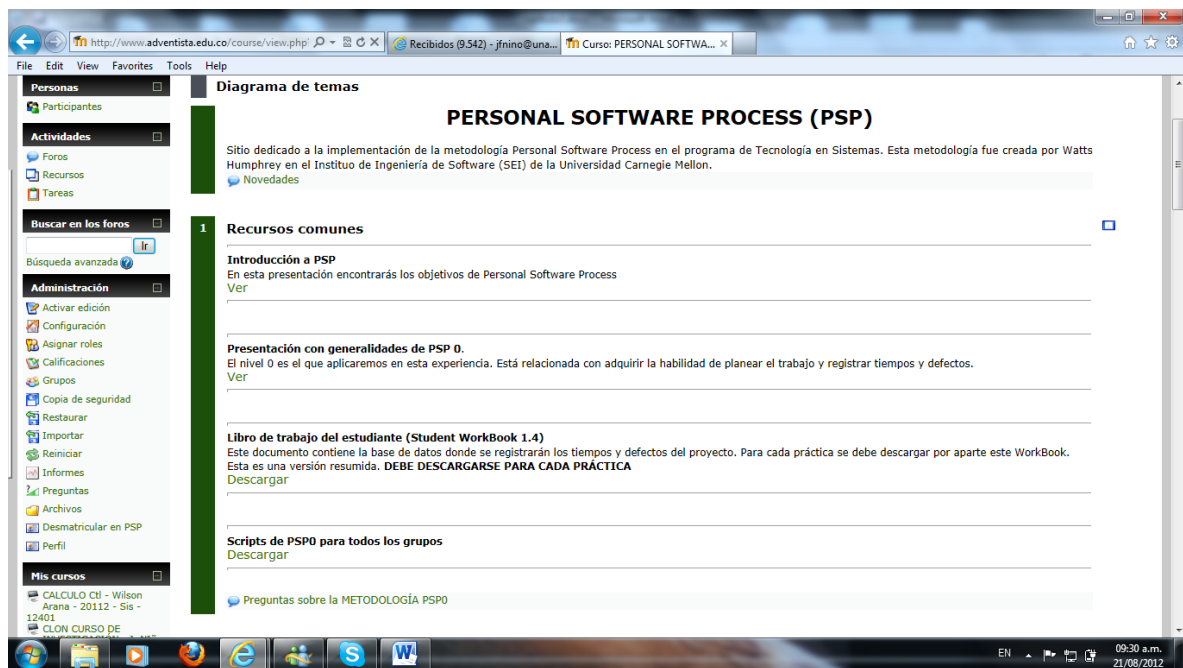 http://www.adventista.edu.co/course/view.php
Recibidos (9.542) - jfnino@una...
Curso: PERSONAL SOFTWA...
File Edit View Favorites Tools Help
Personas
Participantes
Actividades
Foros
Recursos
Tareas
Buscar en los foros
Ir
Búsqueda avanzada
Administración
Activar edición
Configuración
Asignar roles
Calificaciones
Grupos
Copia de seguridad
Restaurar
Importar
Reiniciar
Informes
Preguntas
Archivos
Desmatricular en PSP
Perfil
Mis cursos
CALCULO Ctl - Wilson
Arana - 20112 - Sis -
12401
CLON CURSO DE
Diagrama de temas
PERSONAL SOFTWARE PROCESS (PSP)
Sitio dedicado a la implementación de la metodología Personal Software Process en el programa de Tecnología en Sistemas. Esta metodología fue creada por Watts
Humphrey en el Instituo de Ingeniería de Software (SEI) de la Universidad Carnegie Mellon.
Novedades
1 Recursos comunes
Introducción a PSP
En esta presentación encontrarás los objetivos de Personal Software Process
Ver
Presentación con generalidades de PSP 0.
El nivel 0 es el que aplicaremos en esta experiencia. Está relacionada con adquirir la habilidad de planear el trabajo y registrar tiempos y defectos.
Ver
Libro de trabajo del estudiante (Student WorkBook 1.4)
Este documento contiene la base de datos donde se registrarán los tiempos y defectos del proyecto. Para cada práctica se debe descargar por aparte este WorkBook.
Esta es una versión resumida. DEBE DESCARGARSE PARA CADA PRÁCTICA
Descargar
Scripts de PSP0 para todos los grupos
Descargar
Preguntas sobre la METODOLOGÍA PSP0
EN
09:30 a.m.
21/08/2012